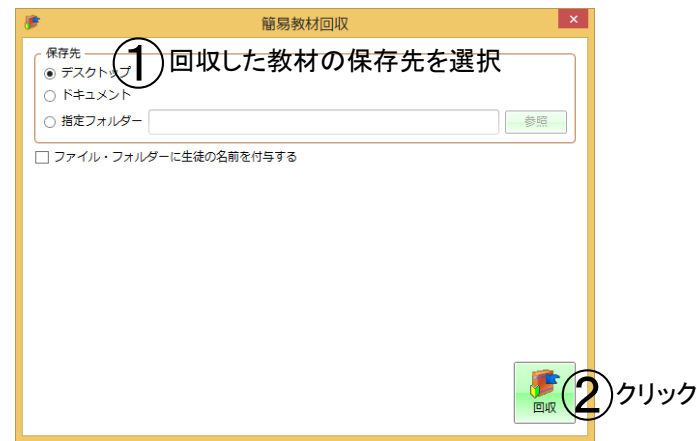 簡易教材回収
保存先
① 回収した教材の保存先を選択
デスクトップ
ドキュメント
指定フォルダー
参照
ファイル・フォルダーに生徒の名前を付与する
回収
② クリック